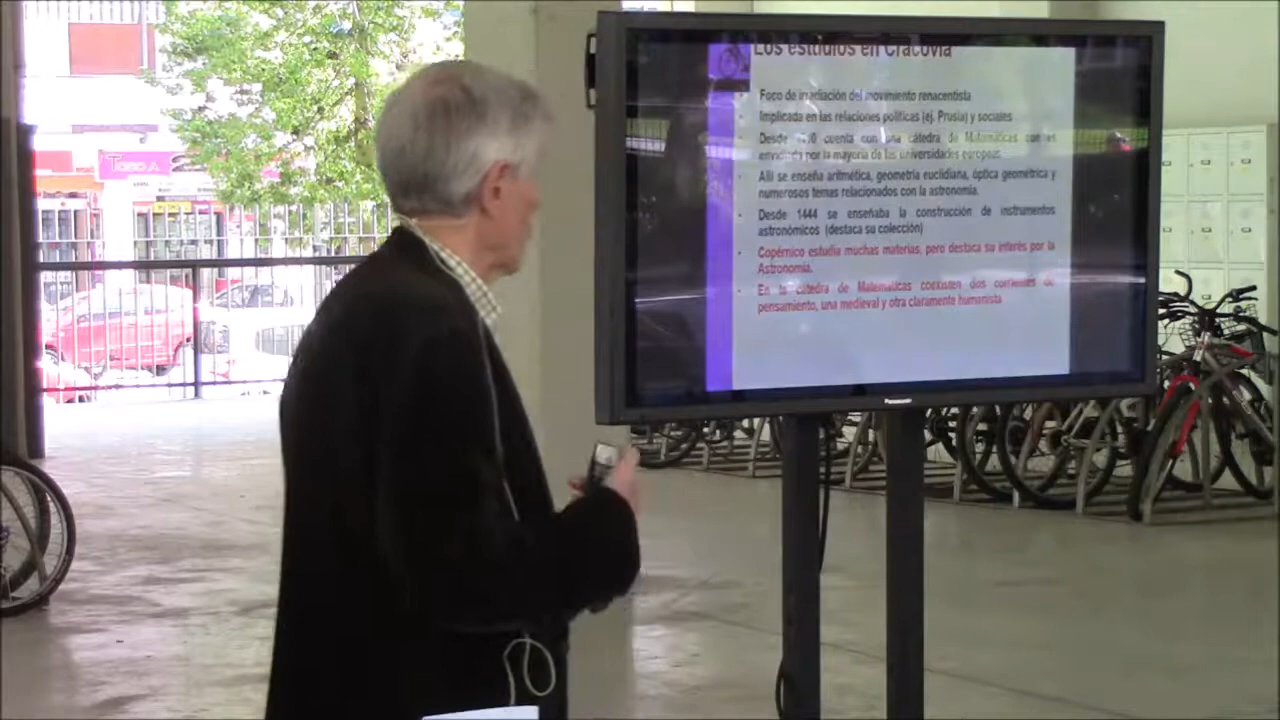 Los estudios en Cracovia
Foco de irradiación del movimiento renacentista
Implicada en las relaciones políticas (ej. Prusia) y sociales
Desde cuenta con una cátedra de Matemáticas
envidiada por la mayoría de las universidades europeas
Allí se enseña aritmética, geometría euclidiana, óptica geométrica y
numerosos temas relacionados con la astronomía.
Desde 1444 se enseñaba la construcción de instrumentos
astronómicos (destaca su colección)
Copérnico estudia muchas materias, pero destaca su interés por la
Astronomía.
En la cátedra de Matemáticas coexisten dos corrientes de
pensamiento, una medieval y otra claramente humanista
Panasonic
TODO A